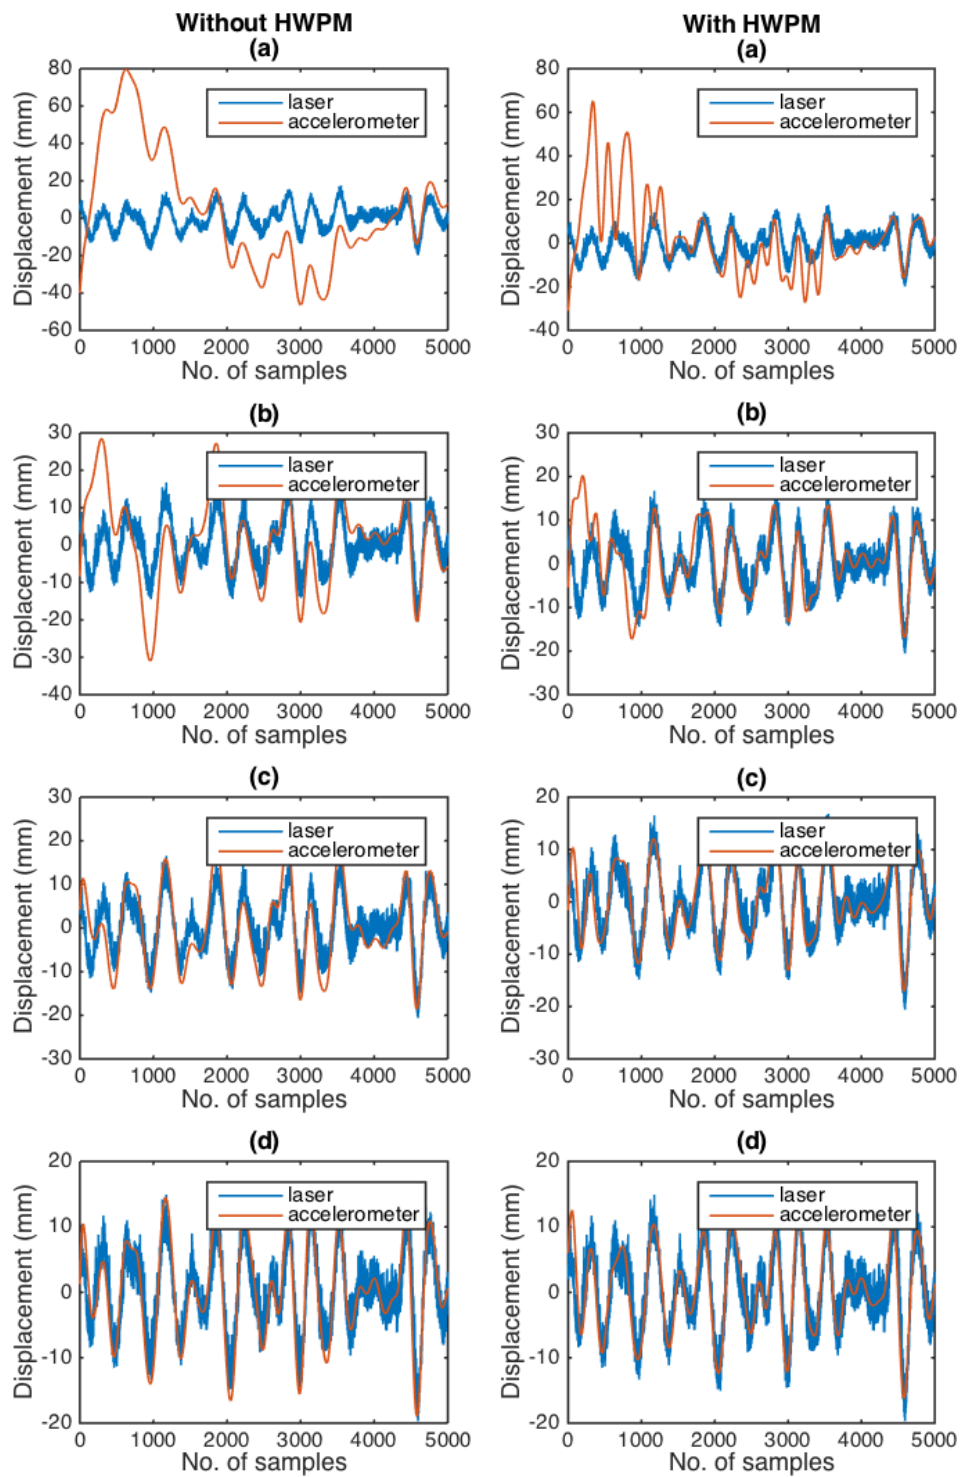 Without HWPM
(a)
80
60
40
20
0
-20
-40
-60
Displacement (mm)
laser
accelerometer
0 1000 2000 3000 4000 5000
No. of samples
With HWPM
(a)
80
60
40
20
0
-20
-40
Displacement (mm)
laser
accelerometer
0 1000 2000 3000 4000 5000
No. of samples
(b)
30
20
10
0
-10
-20
-30
-40
Displacement (mm)
laser
accelerometer
0 1000 2000 3000 4000 5000
No. of samples
(b)
30
20
10
0
-10
-20
-30
Displacement (mm)
laser
accelerometer
0 1000 2000 3000 4000 5000
No. of samples
(c)
30
20
10
0
-10
-20
-30
Displacement (mm)
laser
accelerometer
0 1000 2000 3000 4000 5000
No. of samples
(c)
20
10
0
-10
-20
-30
Displacement (mm)
laser
accelerometer
0 1000 2000 3000 4000 5000
No. of samples
(d)
20
10
0
-10
-20
Displacement (mm)
laser
accelerometer
0 1000 2000 3000 4000 5000
No. of samples
(d)
20
10
0
-10
-20
Displacement (mm)
laser
accelerometer
0 1000 2000 3000 4000 5000
No. of samples